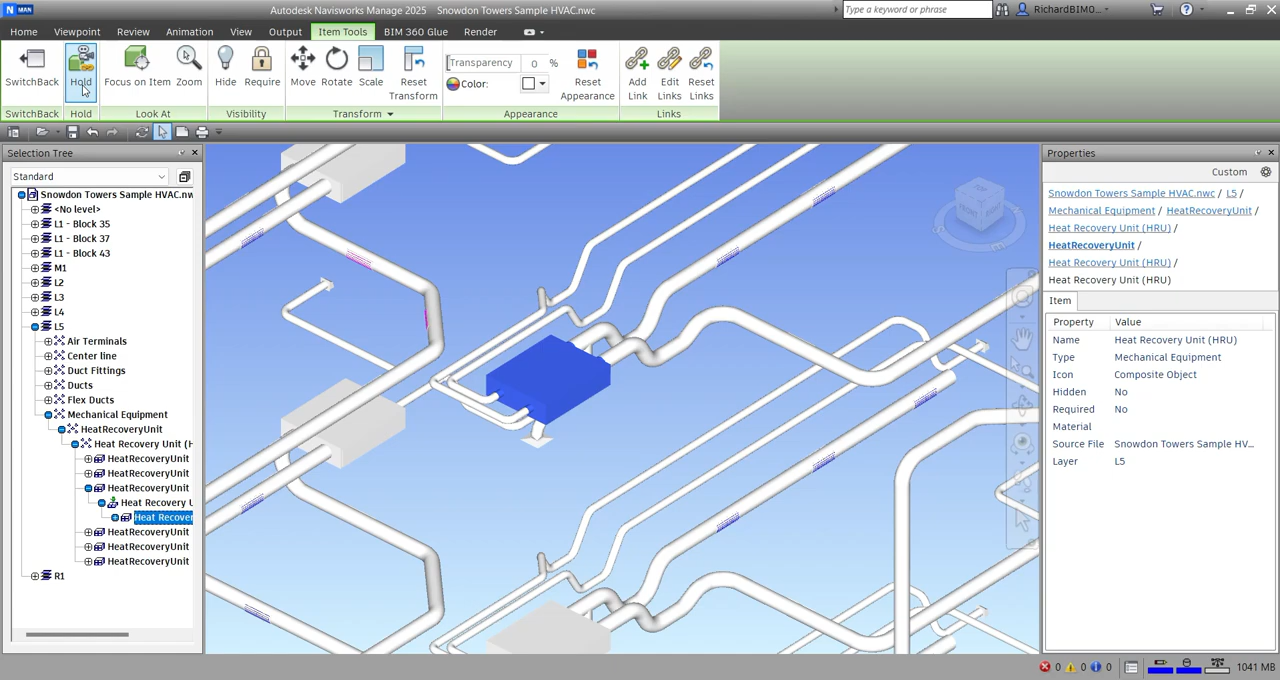 N MAN
Autodesk Navisworks Manage 2025 Snowdon Towers Sample HVAC.nwc
Type a keyword or phrase
RichardBIMO...
Home Viewpoint Review Animation View Output Item Tools BIM 360 Glue Render
SwitchBack Hold Focus on Item Zoom Hide Require Move Rotate Scale Reset Transform
Transparency 0 %
Color:
Reset Appearance
Add Link Edit Links Reset Links
SwitchBack Hold Look At Visibility Transform Appearance Links
Selection Tree
Standard
Snowdon Towers Sample HVAC.nw
<No level>
L1 - Block 35
L1 - Block 37
L1 - Block 43
M1
L2
L3
L4
L5
Air Terminals
Center line
Duct Fittings
Ducts
Flex Ducts
Mechanical Equipment
HeatRecoveryUnit
Heat Recovery Unit (H
HeatRecoveryUnit
HeatRecoveryUnit
HeatRecoveryUnit
Heat Recovery U
Heat Recover
HeatRecoveryUnit
HeatRecoveryUnit
HeatRecoveryUnit
R1
TOP
FRONT
Properties
Custom
Snowdon Towers Sample HVAC.nwc / L5 /
Mechanical Equipment / HeatRecoveryUnit /
Heat Recovery Unit (HRU) /
HeatRecoveryUnit /
Heat Recovery Unit (HRU) /
Heat Recovery Unit (HRU)
Item
Property Value
Name Heat Recovery Unit (HRU)
Type Mechanical Equipment
Icon Composite Object
Hidden No
Required No
Material
Source File Snowdon Towers Sample HV...
Layer L5
0 0 0
1041 MB